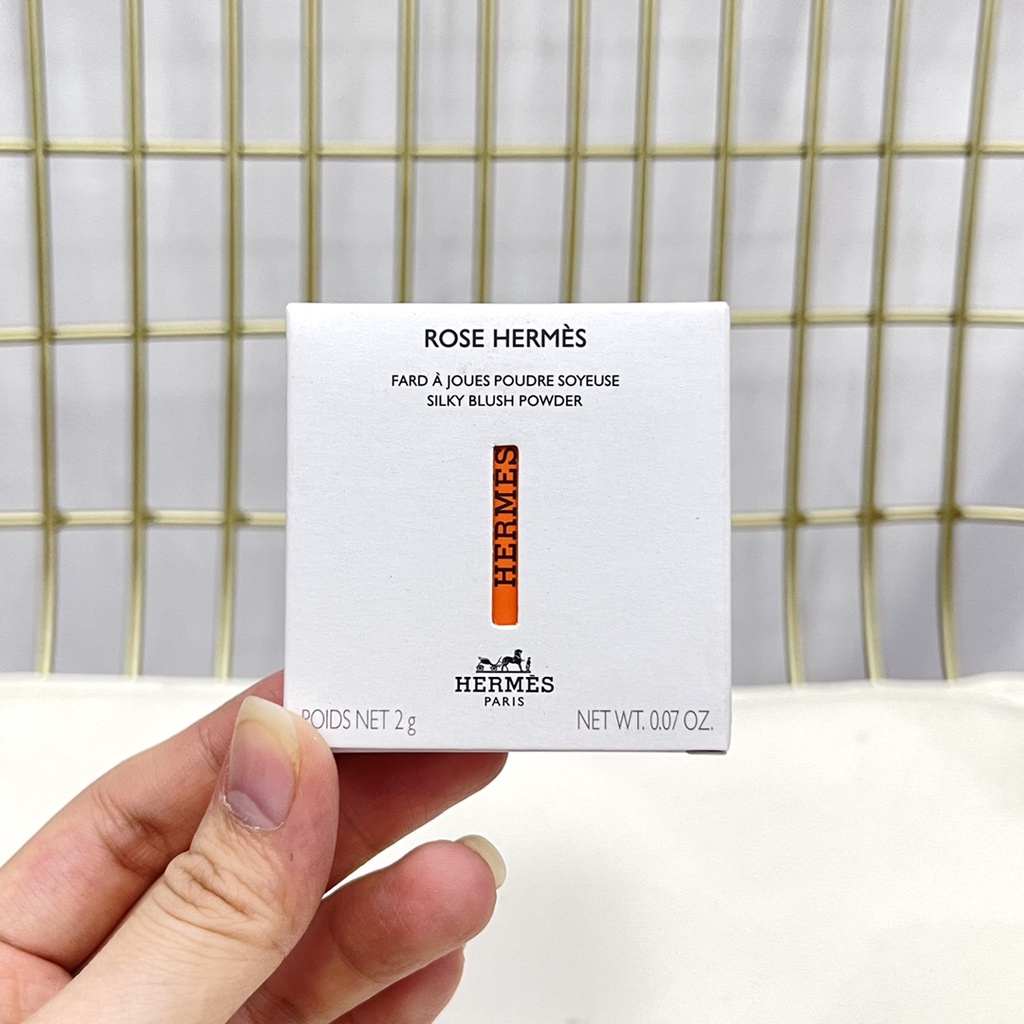 ROSE HERMÈS
FARD À JOUES POUDRE SOYEUSE
SILKY BLUSH POWDER
HERMES
HERMÈS
PARIS
POIDS NET 2 g
NET WT. 0.07 OZ.